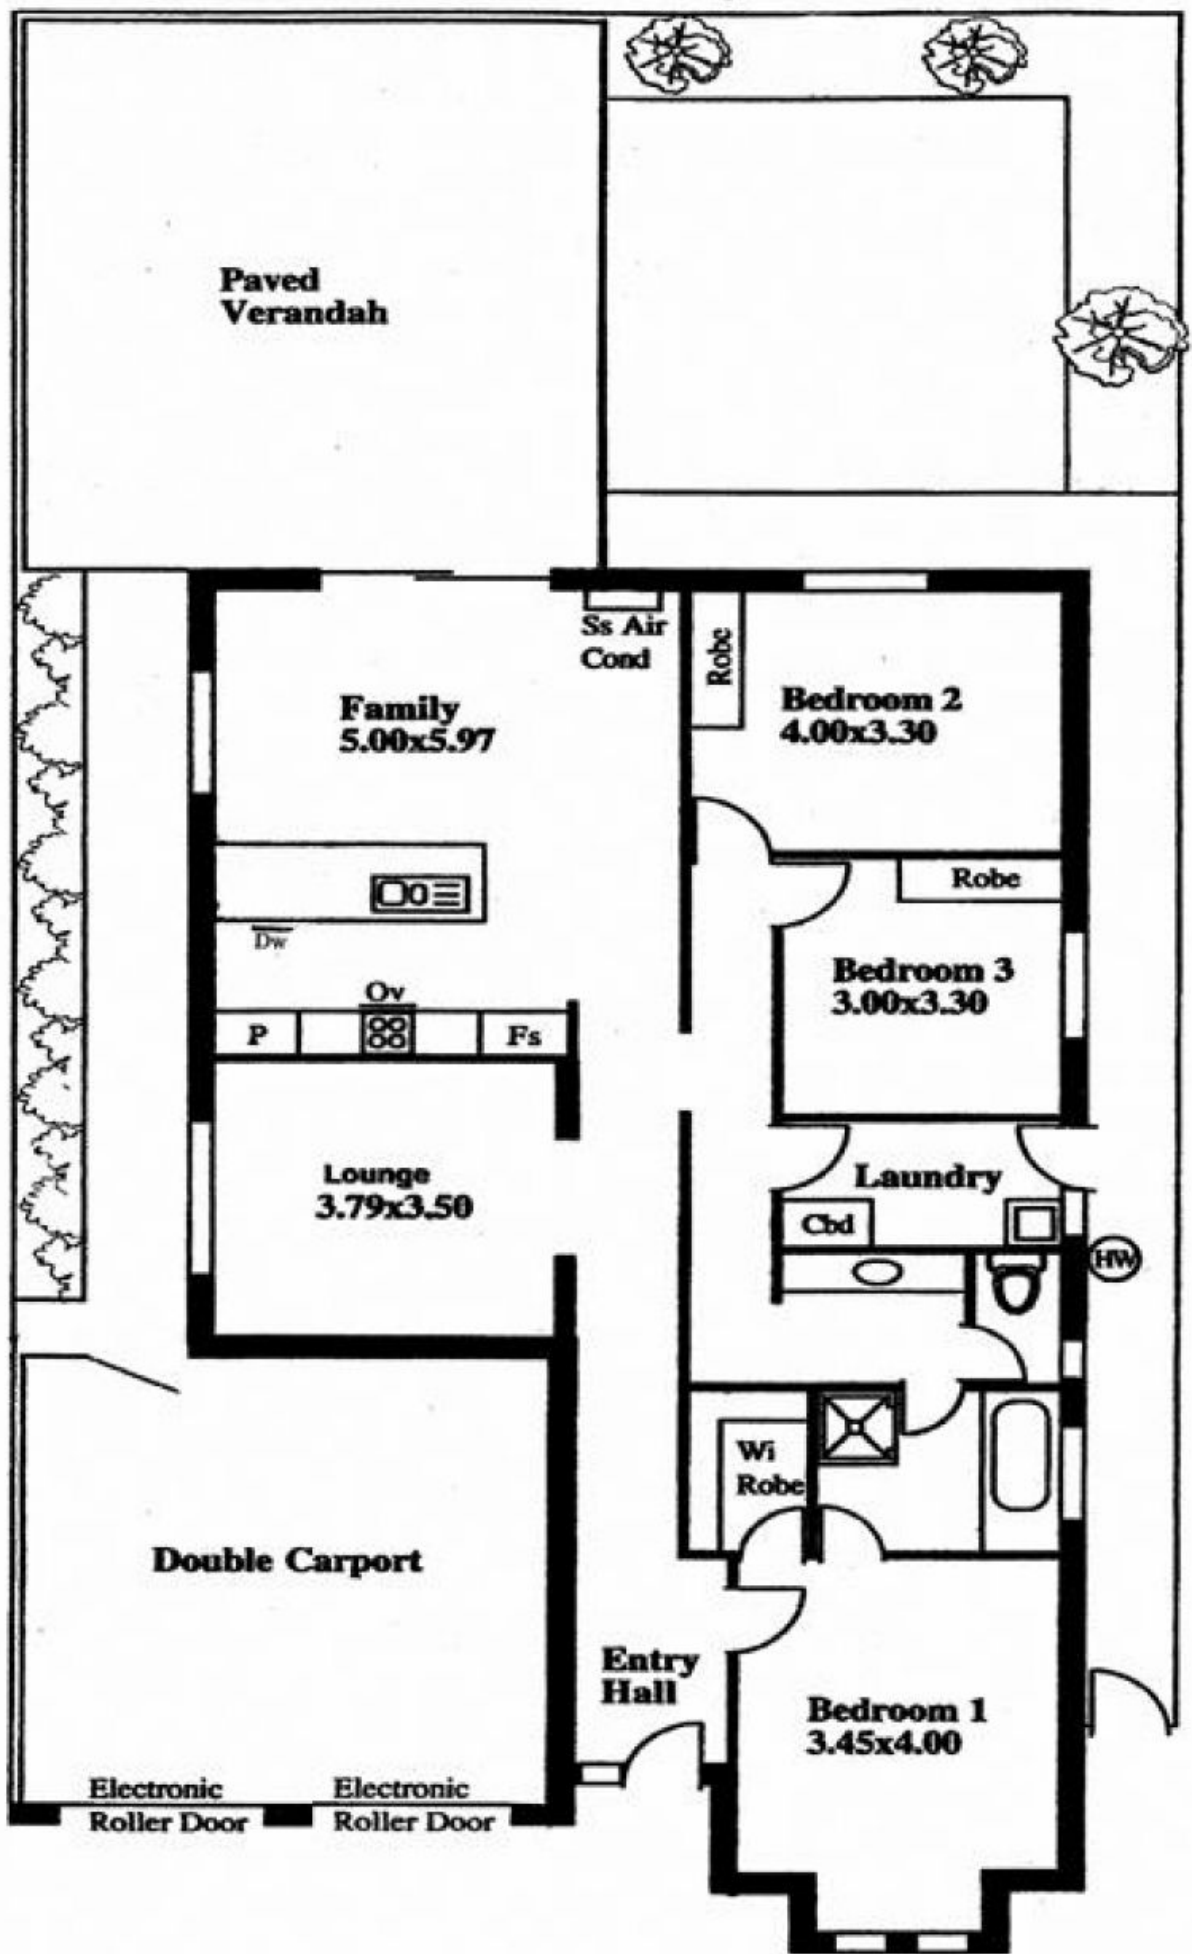 Paved
Verandah
Ss Air
Cond
Robe
Family
5.00x5.97
Bedroom 2
4.00x3.30
Robe
Dw
Bedroom 3
3.00x3.30
Ov
P
Fs
Lounge
3.79x3.50
Laundry
Cbd
HW
Wi
Robe
Double Carport
Entry
Hall
Bedroom 1
3.45x4.00
Electronic
Roller Door
Electronic
Roller Door